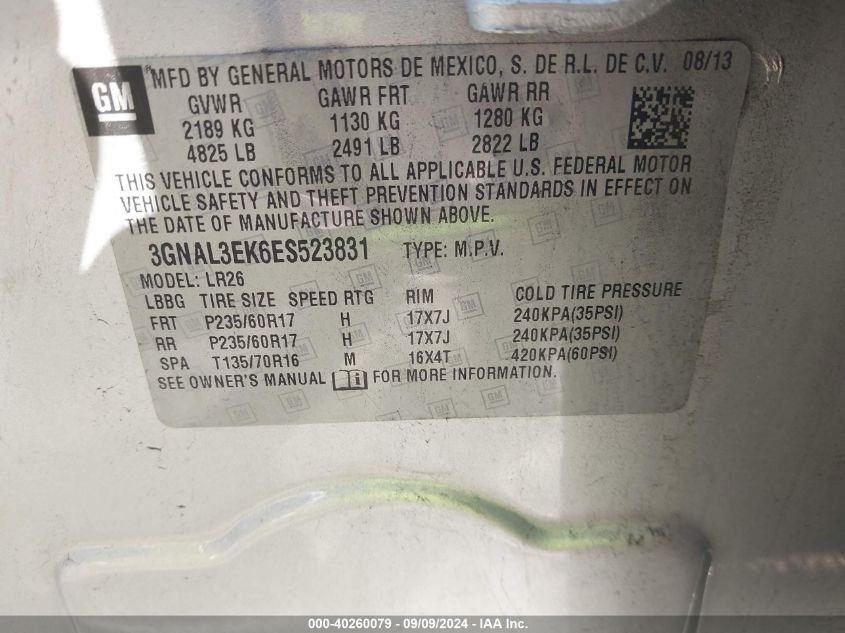 GM MFD BY GENERAL MOTORS DE MEXICO, S. DE R.L. DE C.V. 08/13
GVWR GAWR FRT GAWR RR
2189 KG 1130 KG 1280 KG
4825 LB 2491 LB 2822 LB
THIS VEHICLE CONFORMS TO ALL APPLICABLE U.S. FEDERAL MOTOR
VEHICLE SAFETY AND THEFT PREVENTION STANDARDS IN EFFECT ON
THE DATE OF MANUFACTURE SHOWN ABOVE.
3GNAL3EK6ES523831 TYPE: M.P.V.
MODEL: LR26
LBBG TIRE SIZE SPEED RTG RIM COLD TIRE PRESSURE
FRT P235/60R17 H 17X7J 240KPA(35PSI)
RR P235/60R17 H 17X7J 240KPA(35PSI)
SPA T135/70R16 M 16X4T 420KPA(60PSI)
SEE OWNER'S MANUAL FOR MORE INFORMATION.
000-40260079 - 09/09/2024 - IAA Inc.